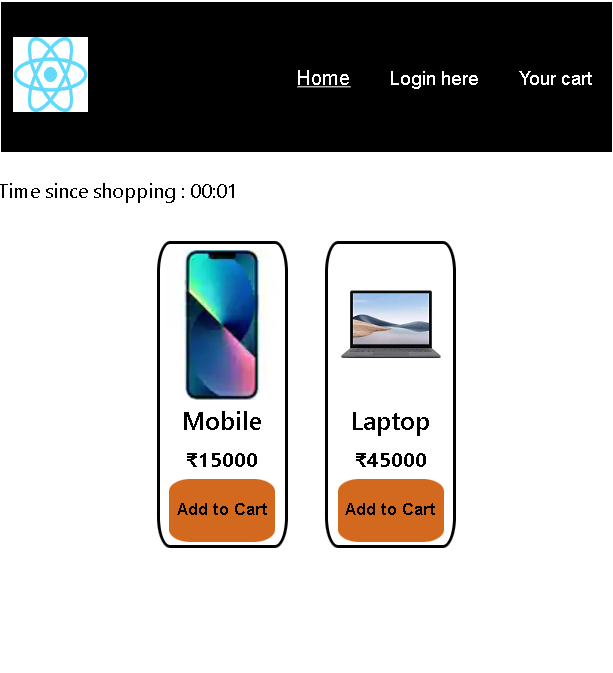 Home Login here Your cart
Time since shopping : 00:01
Mobile Laptop
₹15000 ₹45000
Add to Cart Add to Cart